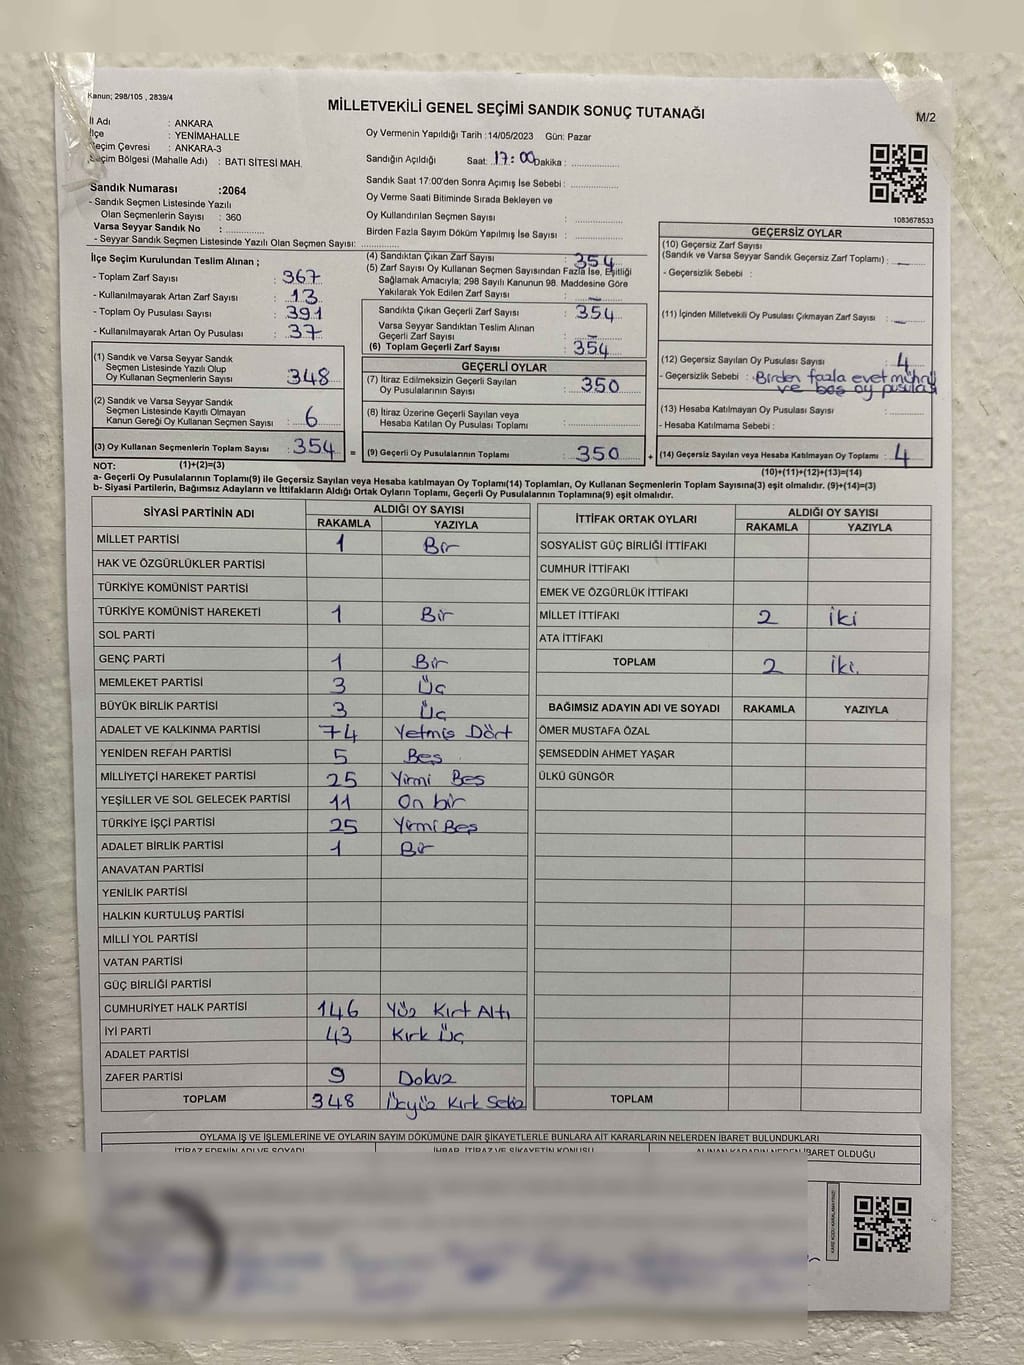 Kanun; 298/105 , 2839/4
MİLLETVEKİLİ GENEL SEÇİMİ SANDIK SONUÇ TUTANAĞI
M/2
İl Adı : ANKARA
İlçe : YENİMAHALLE
Seçim Çevresi : ANKARA-3
Seçim Bölgesi (Mahalle Adı) : BATI SİTESİ MAH.
Sandık Numarası :2064
- Sandık Seçmen Listesinde Yazılı
Olan Seçmenlerin Sayısı : 360
Varsa Seyyar Sandık No :
- Seyyar Sandık Seçmen Listesinde Yazılı Olan Seçmen Sayısı:
Oy Vermenin Yapıldığı Tarih :14/05/2023 Gün: Pazar
Sandığın Açıldığı Saat: 17:00 Dakika :
Sandık Saat 17:00'den Sonra Açımış İse Sebebi :
Oy Verme Saati Bitiminde Sırada Bekleyen ve
Oy Kullandırılan Seçmen Sayısı :
Birden Fazla Sayım Döküm Yapılmış İse Sayısı :
1083678533
İlçe Seçim Kurulundan Teslim Alınan ;
- Toplam Zarf Sayısı : 367
- Kullanılmayarak Artan Zarf Sayısı : 13
- Toplam Oy Pusulası Sayısı : 391
- Kullanılmayarak Artan Oy Pusulası : 37
(1) Sandık ve Varsa Seyyar Sandık
Seçmen Listesinde Yazılı Olup
Oy Kullanan Seçmenlerin Sayısı : 348
(2) Sandık ve Varsa Seyyar Sandık
Seçmen Listesinde Kayıtlı Olmayan
Kanun Gereği Oy Kullanan Seçmen Sayısı : 6
(3) Oy Kullanan Seçmenlerin Toplam Sayısı : 354 =
(4) Sandıktan Çıkan Zarf Sayısı : 354
(5) Zarf Sayısı Oy Kullanan Seçmen Sayısından Fazla İse, Eşitliği
Sağlamak Amacıyla; 298 Sayılı Kanunun 98. Maddesine Göre
Yakılarak Yok Edilen Zarf Sayısı : —
Sandıkta Çıkan Geçerli Zarf Sayısı : 354
Varsa Seyyar Sandıktan Teslim Alınan
Geçerli Zarf Sayısı : —
(6) Toplam Geçerli Zarf Sayısı : 354
GEÇERLİ OYLAR
(7) İtiraz Edilmeksizin Geçerli Sayılan
Oy Pusulalarının Sayısı : 350
(8) İtiraz Üzerine Geçerli Sayılan veya
Hesaba Katılan Oy Pusulası Toplamı :
(9) Geçerli Oy Pusulalarının Toplamı : 350 +
GEÇERSİZ OYLAR
(10) Geçersiz Zarf Sayısı
(Sandık ve Varsa Seyyar Sandık Geçersiz Zarf Toplamı) : —
- Geçersizlik Sebebi :
(11) İçinden Milletvekili Oy Pusulası Çıkmayan Zarf Sayısı : —
(12) Geçersiz Sayılan Oy Pusulası Sayısı : 4
- Geçersizlik Sebebi : Birden fazla evet mührü
ve boş oy pusulası
(13) Hesaba Katılmayan Oy Pusulası Sayısı :
- Hesaba Katılmama Sebebi :
(14) Geçersiz Sayılan veya Hesaba Katılmayan Oy Toplamı : 4
NOT: (1)+(2)=(3)
(10)+(11)+(12)+(13)=(14)
a- Geçerli Oy Pusulalarının Toplamı(9) ile Geçersiz Sayılan veya Hesaba katılmayan Oy Toplamı(14) Toplamları, Oy Kullanan Seçmenlerin Toplam Sayısına(3) eşit olmalıdır. (9)+(14)=(3)
b- Siyasi Partilerin, Bağımsız Adayların ve İttifakların Aldığı Ortak Oyların Toplamı, Geçerli Oy Pusulalarının Toplamına(9) eşit olmalıdır.
SİYASİ PARTİNİN ADI ALDIĞI OY SAYISI
RAKAMLA YAZIYLA
MİLLET PARTİSİ 1 Bir
HAK VE ÖZGÜRLÜKLER PARTİSİ
TÜRKİYE KOMÜNİST PARTİSİ
TÜRKİYE KOMÜNİST HAREKETİ 1 Bir
SOL PARTİ
GENÇ PARTİ 1 Bir
MEMLEKET PARTİSİ 3 Üç
BÜYÜK BİRLİK PARTİSİ 3 Üç
ADALET VE KALKINMA PARTİSİ 74 Yetmis Dört
YENİDEN REFAH PARTİSİ 5 Beş
MİLLİYETÇİ HAREKET PARTİSİ 25 Yirmi Beş
YEŞİLLER VE SOL GELECEK PARTİSİ 11 On bir
TÜRKİYE İŞÇİ PARTİSİ 25 Yirmi Beş
ADALET BİRLİK PARTİSİ 1 Bir
ANAVATAN PARTİSİ
YENİLİK PARTİSİ
HALKIN KURTULUŞ PARTİSİ
MİLLİ YOL PARTİSİ
VATAN PARTİSİ
GÜÇ BİRLİĞİ PARTİSİ
CUMHURİYET HALK PARTİSİ 146 Yüz Kırt Altı
İYİ PARTİ 43 Kırk Üç
ADALET PARTİSİ
ZAFER PARTİSİ 9 Dokuz
TOPLAM 348 Üçyüz Kırk Sekiz
İTTİFAK ORTAK OYLARI ALDIĞI OY SAYISI
RAKAMLA YAZIYLA
SOSYALIST GÜÇ BİRLİĞİ İTTİFAKI
CUMHUR İTTİFAKI
EMEK VE ÖZGÜRLÜK İTTİFAKI
MİLLET İTTİFAKI 2 iki
ATA İTTİFAKI
TOPLAM 2 iki.
BAĞIMSIZ ADAYIN ADI VE SOYADI RAKAMLA YAZIYLA
ÖMER MUSTAFA ÖZAL
ŞEMSEDDİN AHMET YAŞAR
ÜLKÜ GÜNGÖR
TOPLAM
OYLAMA İŞ VE İŞLEMLERİNE VE OYLARIN SAYIM DÖKÜMÜNE DAİR ŞİKAYETLERLE BUNLARA AİT KARARLARIN NELERDEN İBARET BULUNDUKLARI
İTİRAZ EDENİN ADI VE SOYADI İHBAR, İTİRAZ VE ŞİKAYETİN KONUSU ALINAN KARARIN NEDEN İBARET OLDUĞU